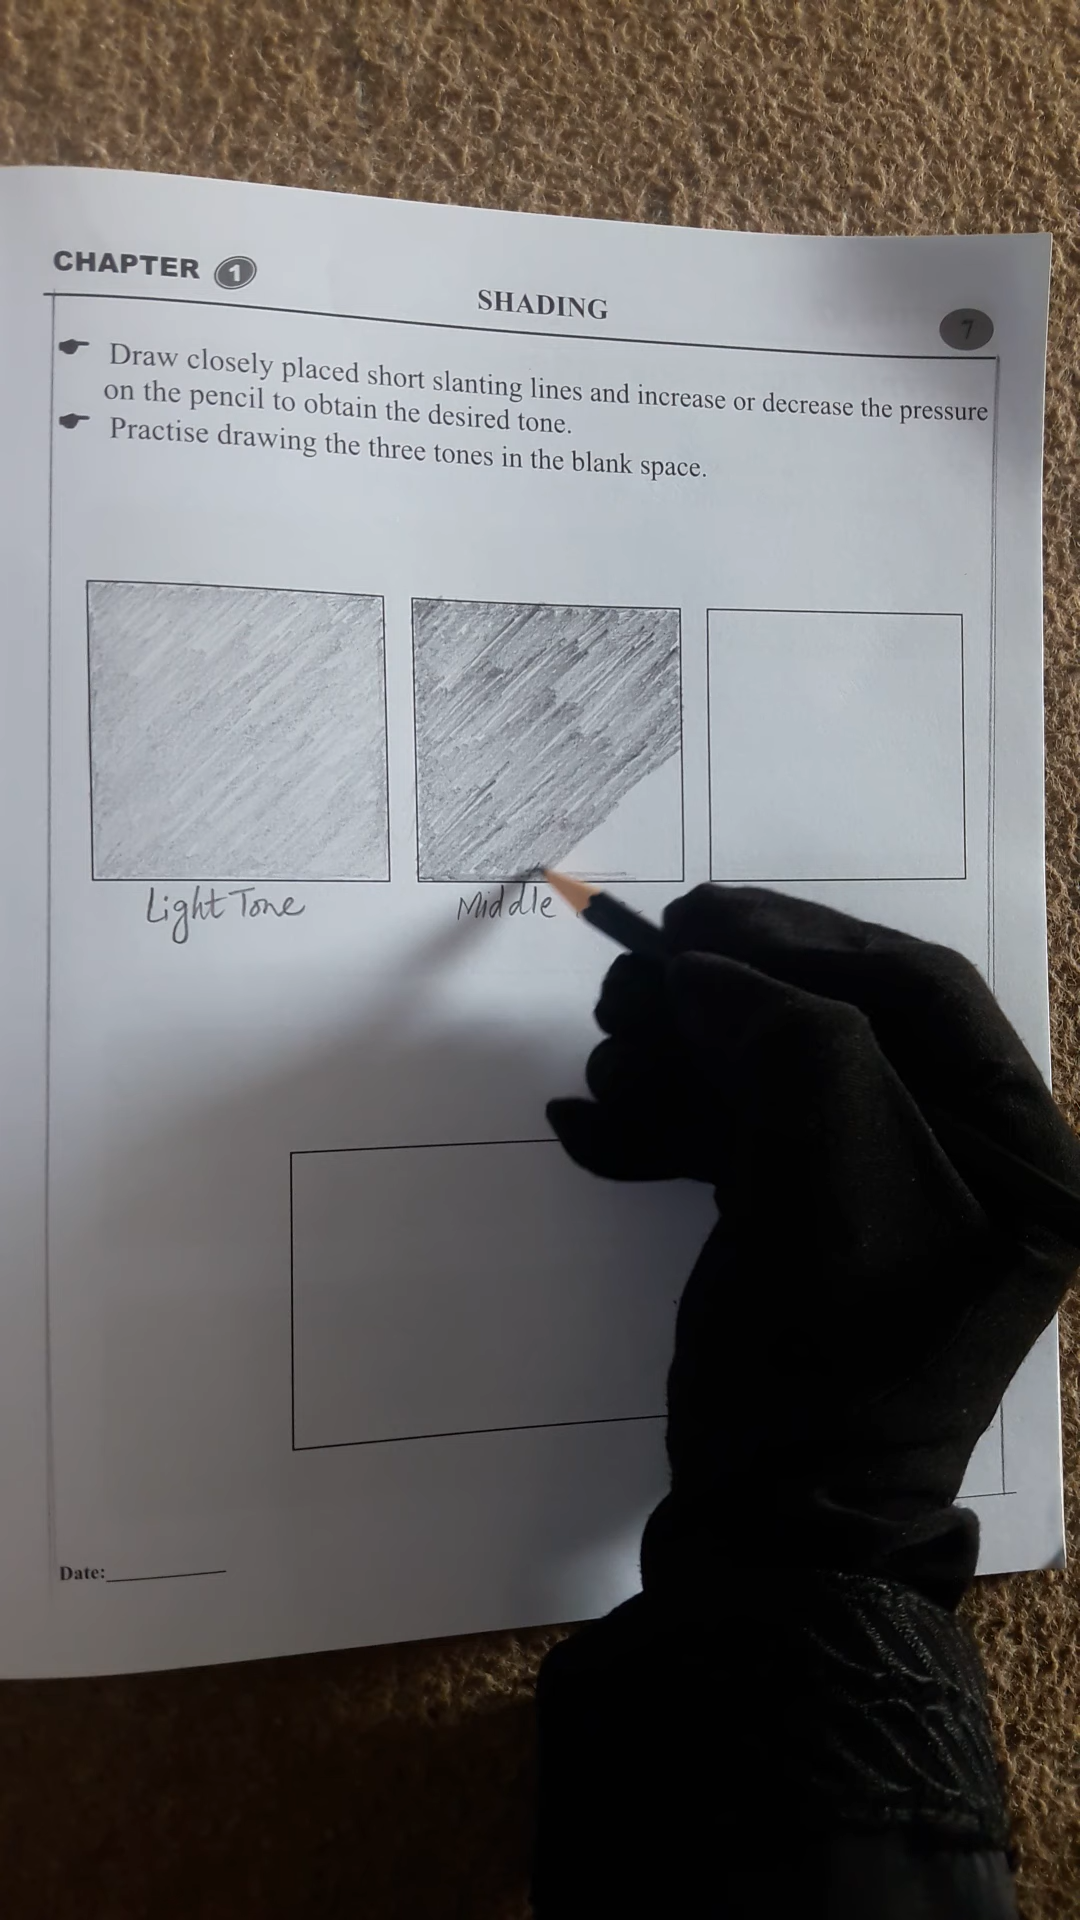 CHAPTER 1
SHADING
7
Draw closely placed short slanting lines and increase or decrease the pressure
on the pencil to obtain the desired tone.
Practise drawing the three tones in the blank space.
Light Tone
Middle
Date: